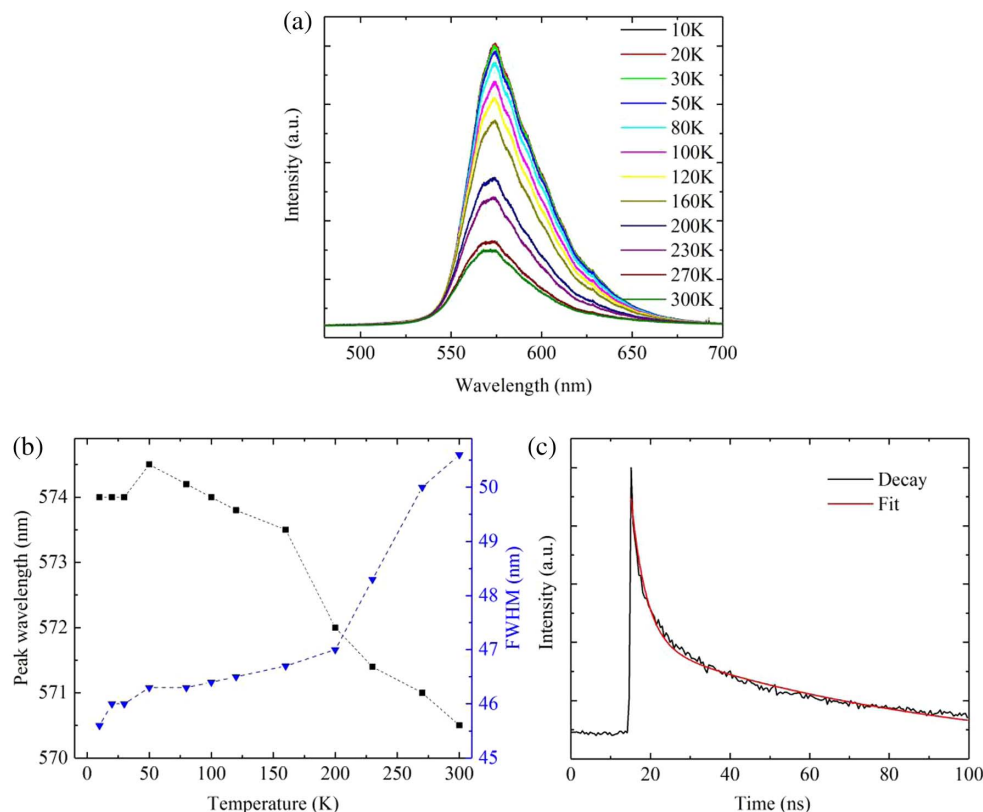 (a)
10K
20K
30K
50K
80K
100K
120K
160K
200K
230K
270K
300K
Intensity (a.u.)
500 550 600 650 700
Wavelength (nm)
(b)
574
573
572
571
570
Peak wavelength (nm)
50
49
48
47
46
45
FWHM (nm)
0 50 100 150 200 250 300
Temperature (K)
(c)
Decay
Fit
Intensity (a.u.)
0 20 40 60 80 100
Time (ns)